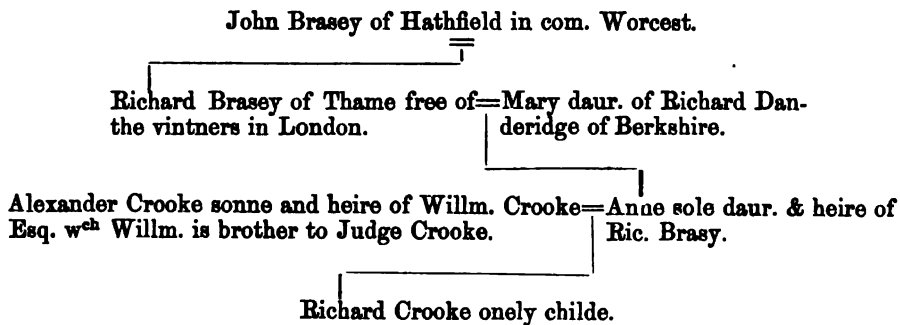 John Brasey of Hathfield in com. Worcest.
Richard Brasey of Thame free of=Mary daur. of Richard Dan-
the vintners in London. deridge of Berkshire.
Alexander Crooke sonne and heire of Willm. Crooke=Anne sole daur. & heire of
Esq. wch Willm. is brother to Judge Crooke. Ric. Brasy.
Richard Crooke onely childe.